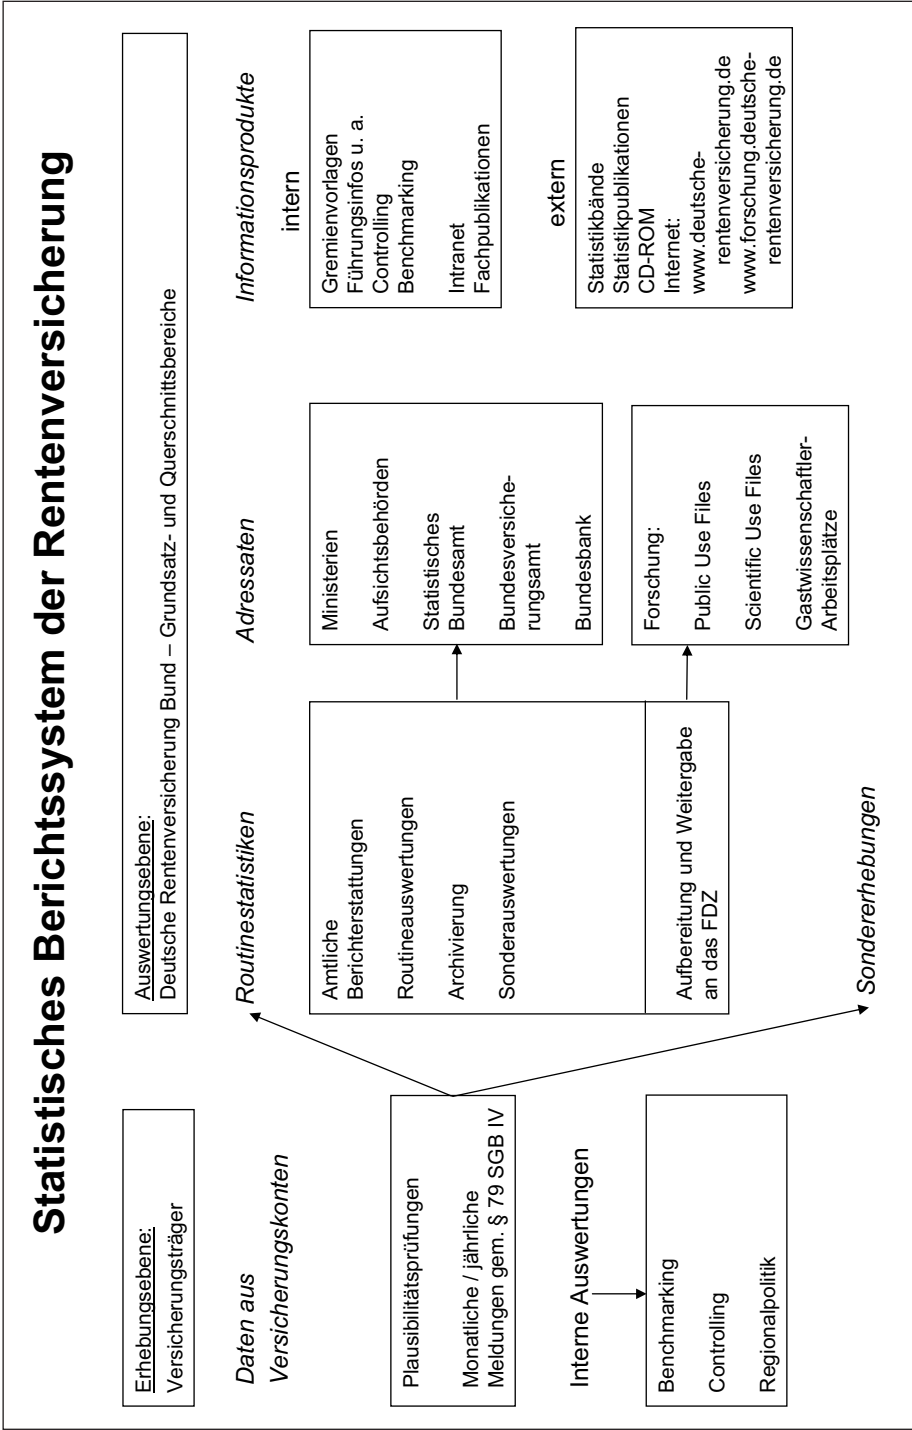 Statistisches Berichtssystem der Rentenversicherung
Erhebungsebene:
Versicherungsträger
Auswertungsebene:
Deutsche Rentenversicherung Bund – Grundsatz- und Querschnittsbereiche
Daten aus
Versicherungskonten
Plausibilitätsprüfungen
Monatliche / jährliche
Meldungen gem. § 79 SGB IV
Interne Auswertungen
Benchmarking
Controlling
Regionalpolitik
Routinestatistiken
Amtliche
Berichterstattungen
Routineauswertungen
Archivierung
Sonderauswertungen
Aufbereitung und Weitergabe
an das FDZ
Sondererhebungen
Adressaten
Ministerien
Aufsichtsbehörden
Statistisches
Bundesamt
Bundesversiche-
rungsamt
Bundesbank
Forschung:
Public Use Files
Scientific Use Files
Gastwissenschaftler-
Arbeitsplätze
Informationsprodukte
intern
Gremienvorlagen
Führungsinfos u. a.
Controlling
Benchmarking
Intranet
Fachpublikationen
extern
Statistikbände
Statistikpublikationen
CD-ROM
Internet:
www.deutsche-
rentenversicherung.de
www.forschung.deutsche-
rentenversicherung.de